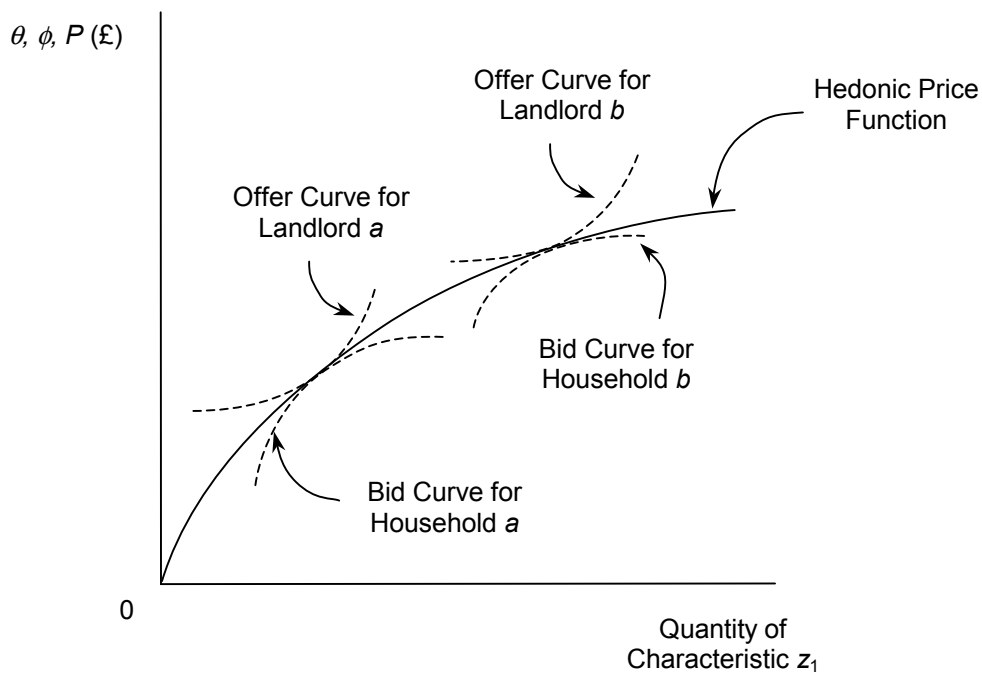 θ, ϕ, P (£)
Offer Curve for
Landlord b
Hedonic Price
Function
Offer Curve for
Landlord a
Bid Curve for
Household b
Bid Curve for
Household a
0
Quantity of
Characteristic z₁